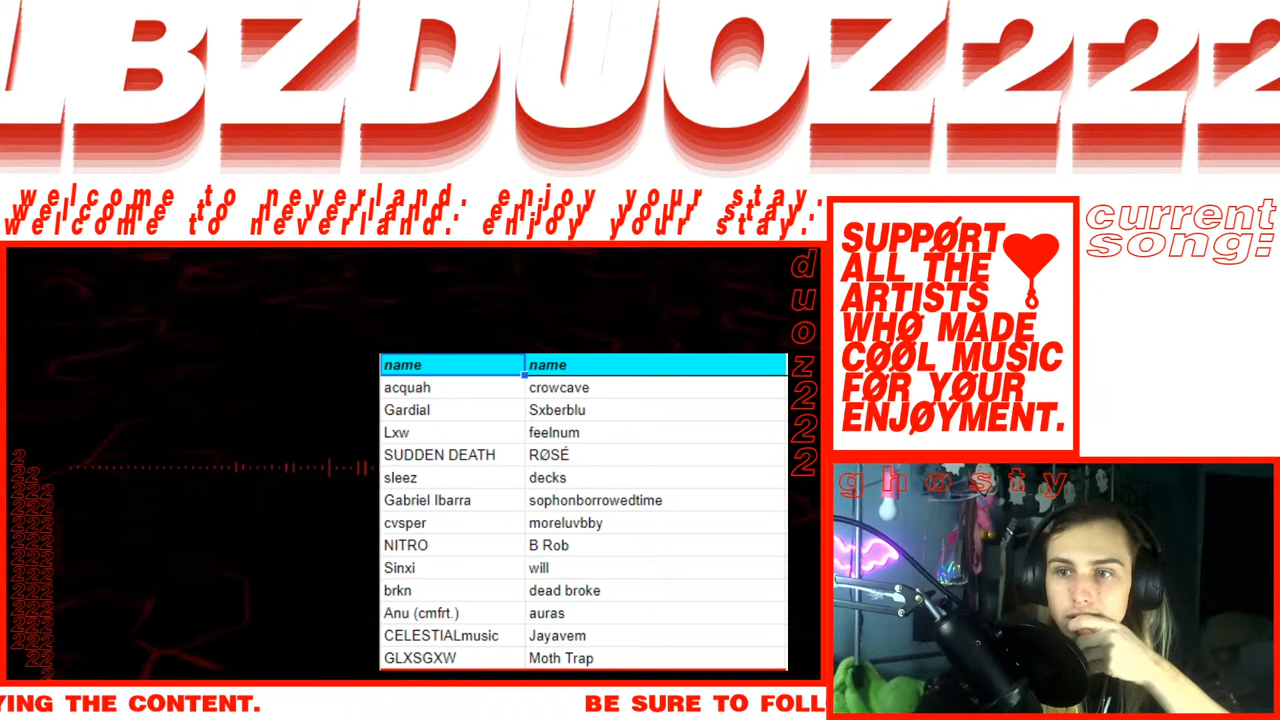 LBZDUOZ222
welcome to neverland. enjoy your stay.
welcome to neverland. enjoy your stay.
SUPPØRT
ALL THE
ARTISTS
WHØ MADE
CØØL MUSIC
FØR YØUR
ENJØYMENT.
current
song:
duoz222
name name
acquah crowcave
Gardial Sxberblu
Lxw feelnum
SUDDEN DEATH RØSÉ
sleez decks
Gabriel Ibarra sophonborrowedtime
cvsper moreluvbby
NITRO B Rob
Sinxi will
brkn dead broke
Anu (cmfrt.) auras
CELESTIALmusic Jayavem
GLXSGXW Moth Trap
ghosty
YING THE CONTENT. BE SURE TO FOLL